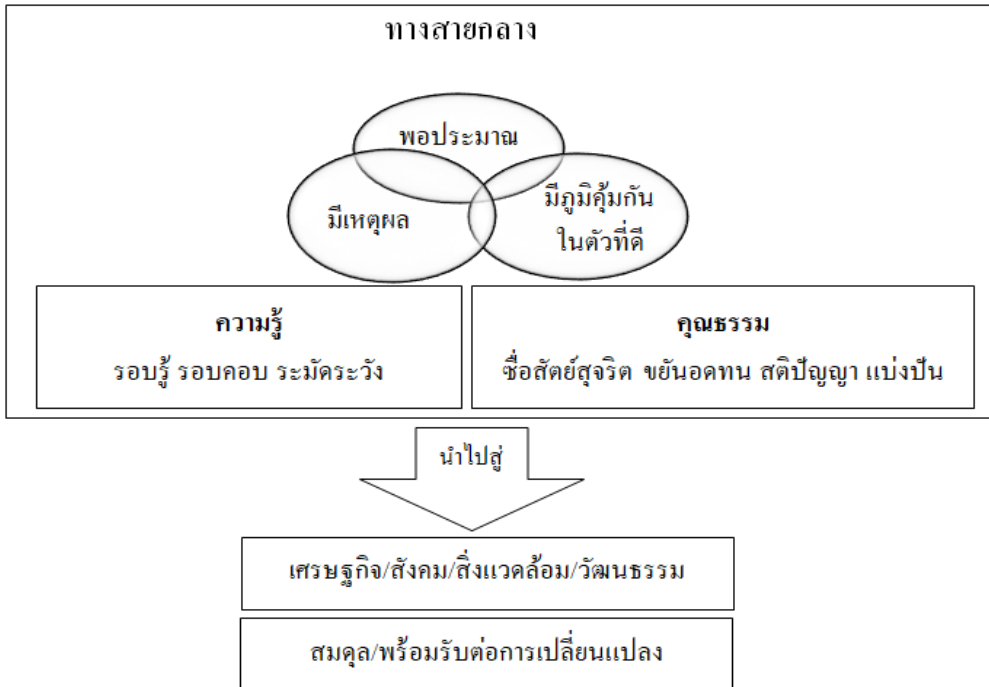 ทางสายกลาง
พอประมาณ
มีเหตุผล
มีภูมิคุ้มกัน
ในตัวที่ดี
ความรู้
รอบรู้ รอบคอบ ระมัดระวัง
คุณธรรม
ซื่อสัตย์สุจริต ขยันอดทน สติปัญญา แบ่งปัน
นำไปสู่
เศรษฐกิจ/สังคม/สิ่งแวดล้อม/วัฒนธรรม
สมดุล/พร้อมรับต่อการเปลี่ยนแปลง